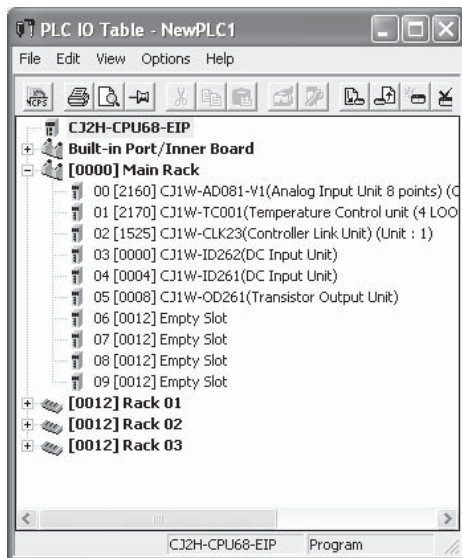 PLC IO Table - NewPLC1
File Edit View Options Help
NCPS
CJ2H-CPU68-EIP
Built-in Port/Inner Board
[0000] Main Rack
00 [2160] CJ1W-AD081-V1(Analog Input Unit 8 points) (C
01 [2170] CJ1W-TC001(Temperature Control unit (4 LOO
02 [1525] CJ1W-CLK23(Controller Link Unit) (Unit : 1)
03 [0000] CJ1W-ID262(DC Input Unit)
04 [0004] CJ1W-ID261(DC Input Unit)
05 [0008] CJ1W-OD261(Transistor Output Unit)
06 [0012] Empty Slot
07 [0012] Empty Slot
08 [0012] Empty Slot
09 [0012] Empty Slot
[0012] Rack 01
[0012] Rack 02
[0012] Rack 03
CJ2H-CPU68-EIP Program